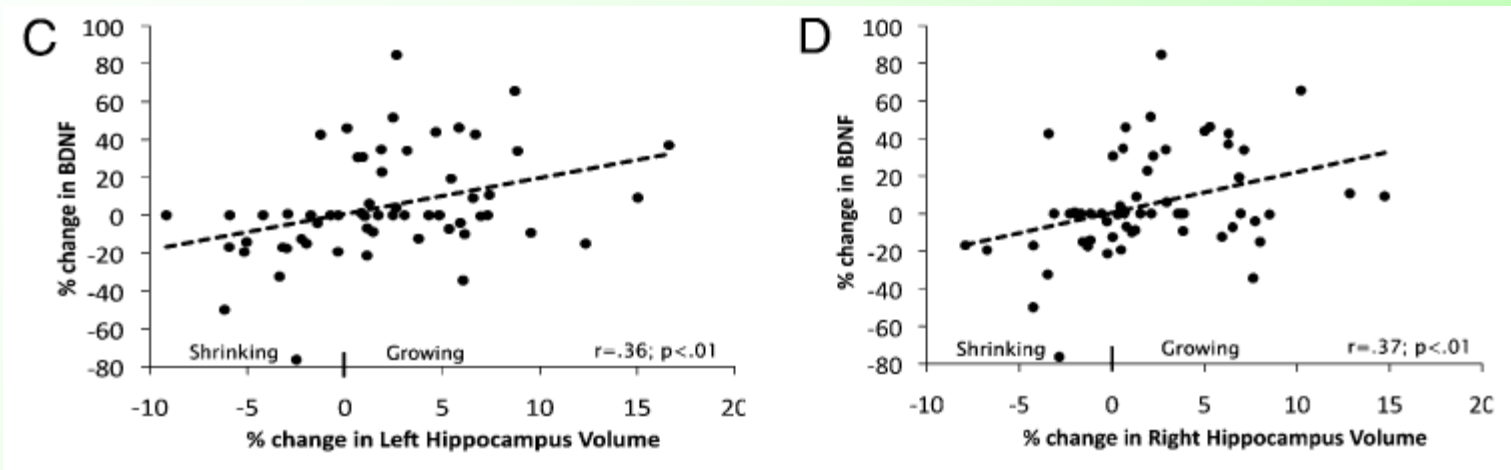 C
100
80
60
40
20
0
-20
-40
-60
-80
% change in BDNF
Shrinking
Growing
r=.36; p<.01
-10 -5 0 5 10 15 2C
% change in Left Hippocampus Volume
D
100
80
60
40
20
0
-20
-40
-60
-80
% change in BDNF
Shrinking
Growing
r=.37; p<.01
-10 -5 0 5 10 15 2C
% change in Right Hippocampus Volume